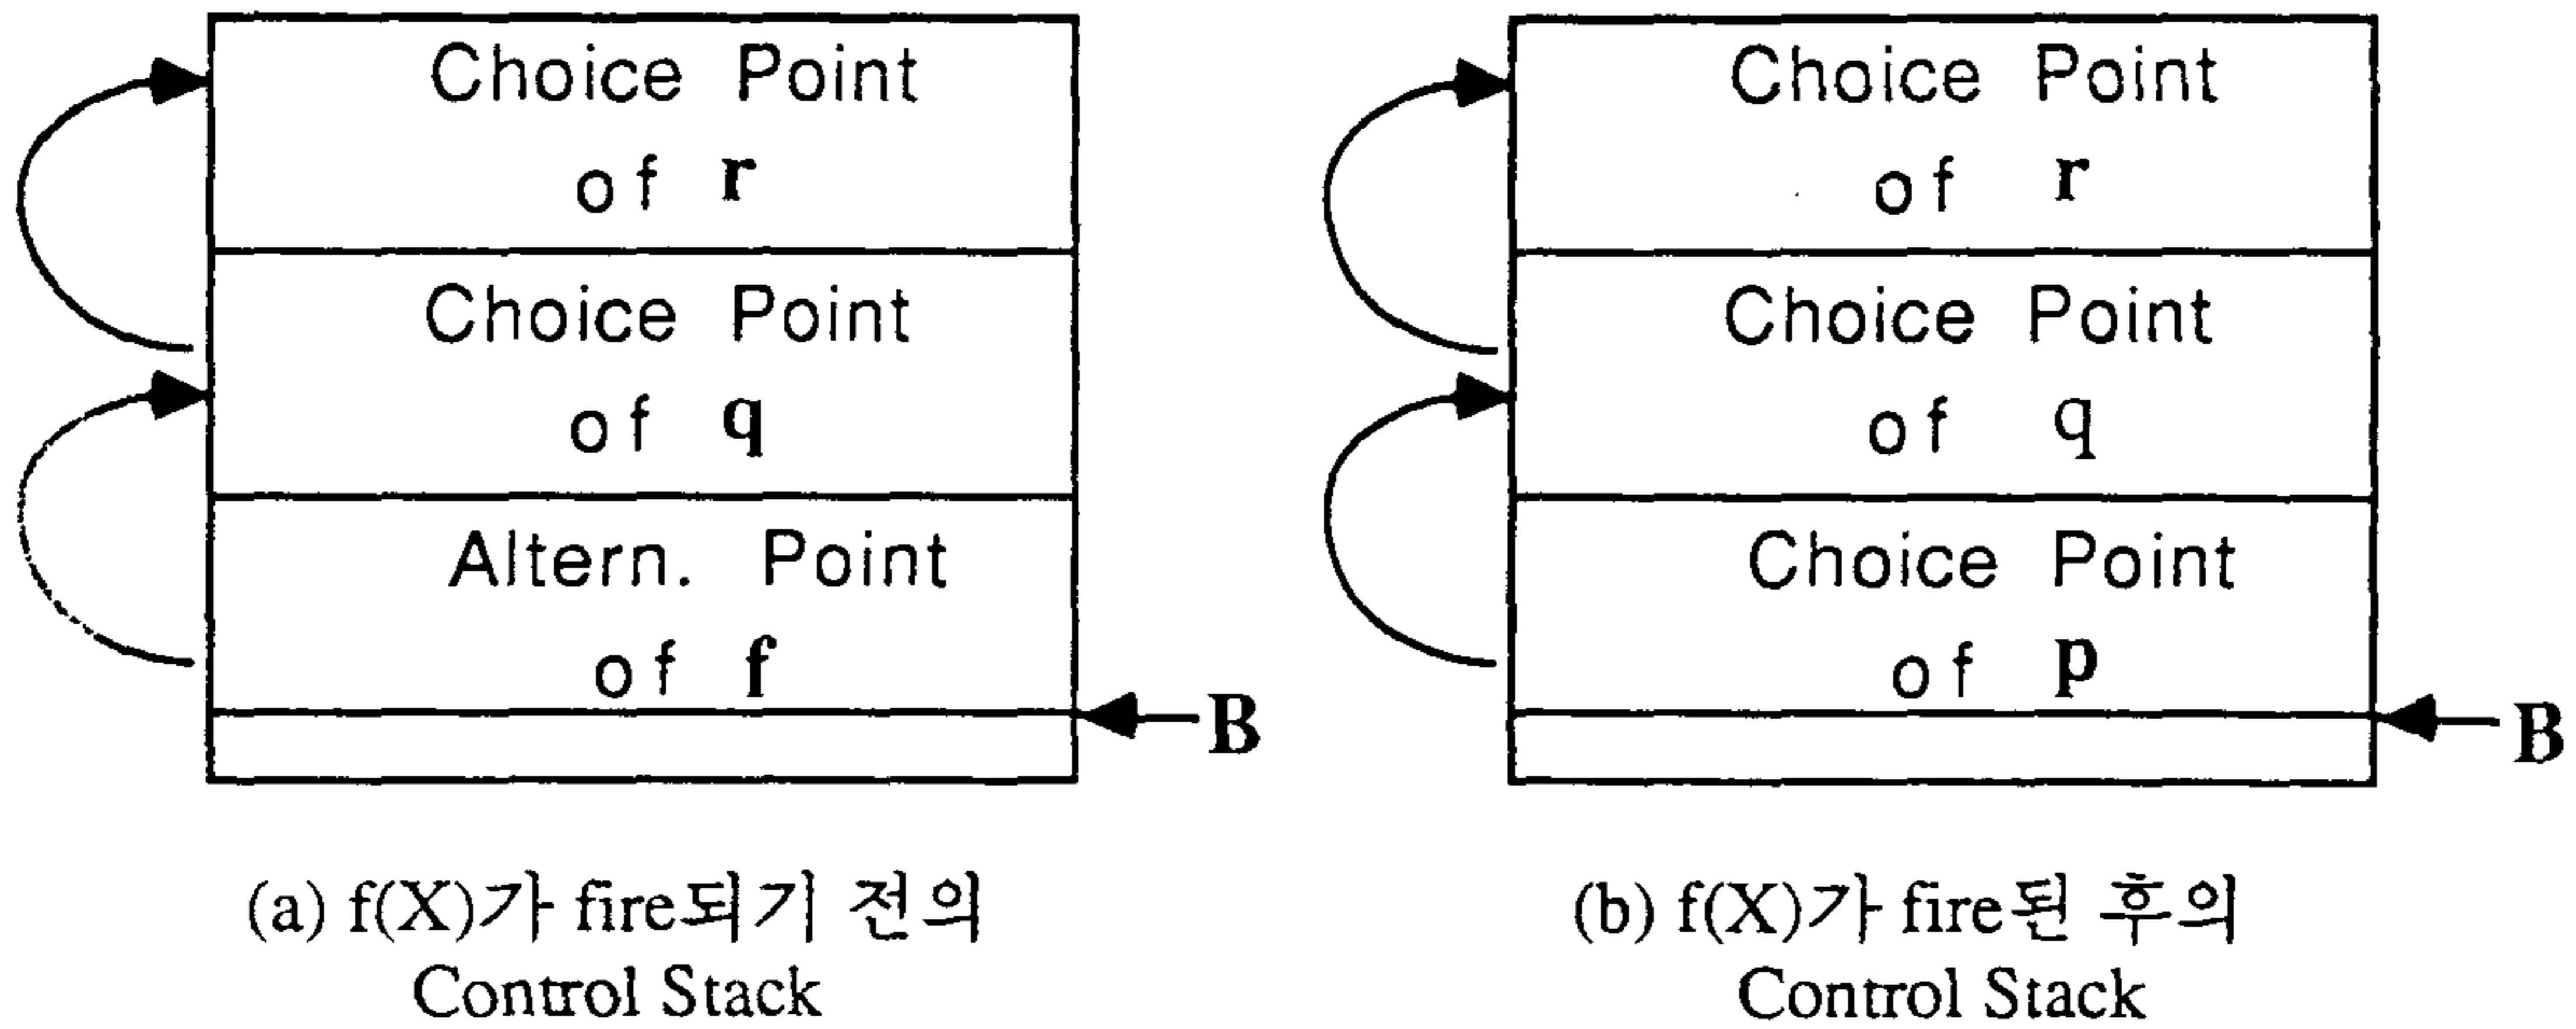 Choice Point
of r
Choice Point
of q
Altern. Point
of f
B
(a) f(X)가 fire되기 전의
Control Stack
Choice Point
of r
Choice Point
of q
Choice Point
of p
B
(b) f(X)가 fire된 후의
Control Stack